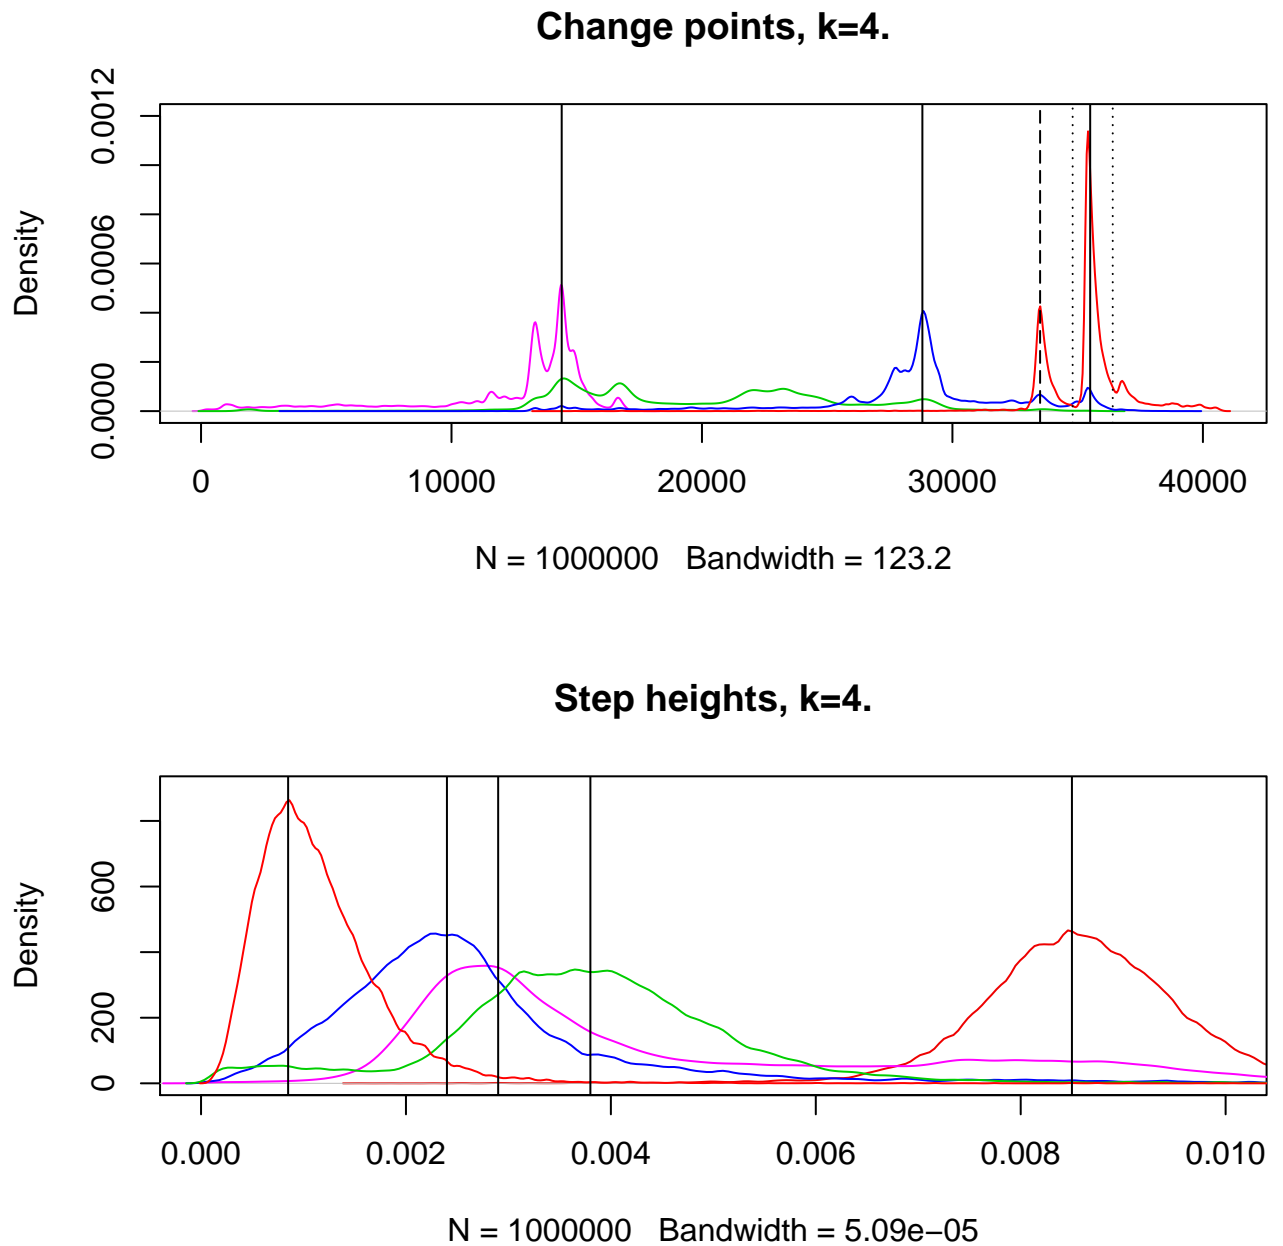 Change points, k=4.
Density
0.0000 0.0006 0.0012
0 10000 20000 30000 40000
N = 1000000 Bandwidth = 123.2
Step heights, k=4.
Density
0 200 600
0.000 0.002 0.004 0.006 0.008 0.010
N = 1000000 Bandwidth = 5.09e−05